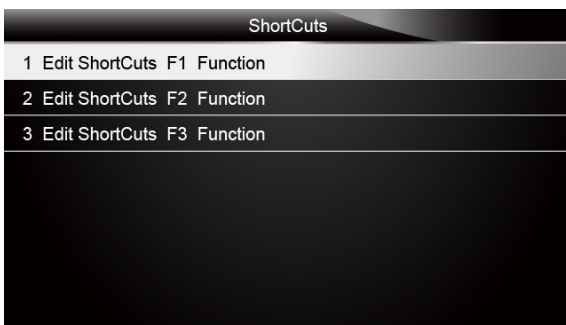 ShortCuts
1 Edit ShortCuts F1 Function
2 Edit ShortCuts F2 Function
3 Edit ShortCuts F3 Function